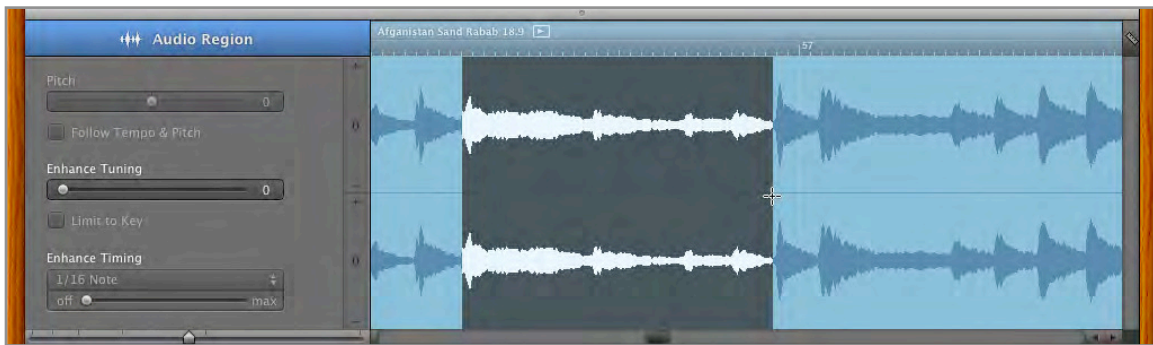 Audio Region
Pitch
0
Follow Tempo & Pitch
Enhance Tuning
0
Limit to Key
Enhance Timing
1/16 Note
off
max
Afganistan Sand Rabab 18.9
57
+
0
-
+
0
-